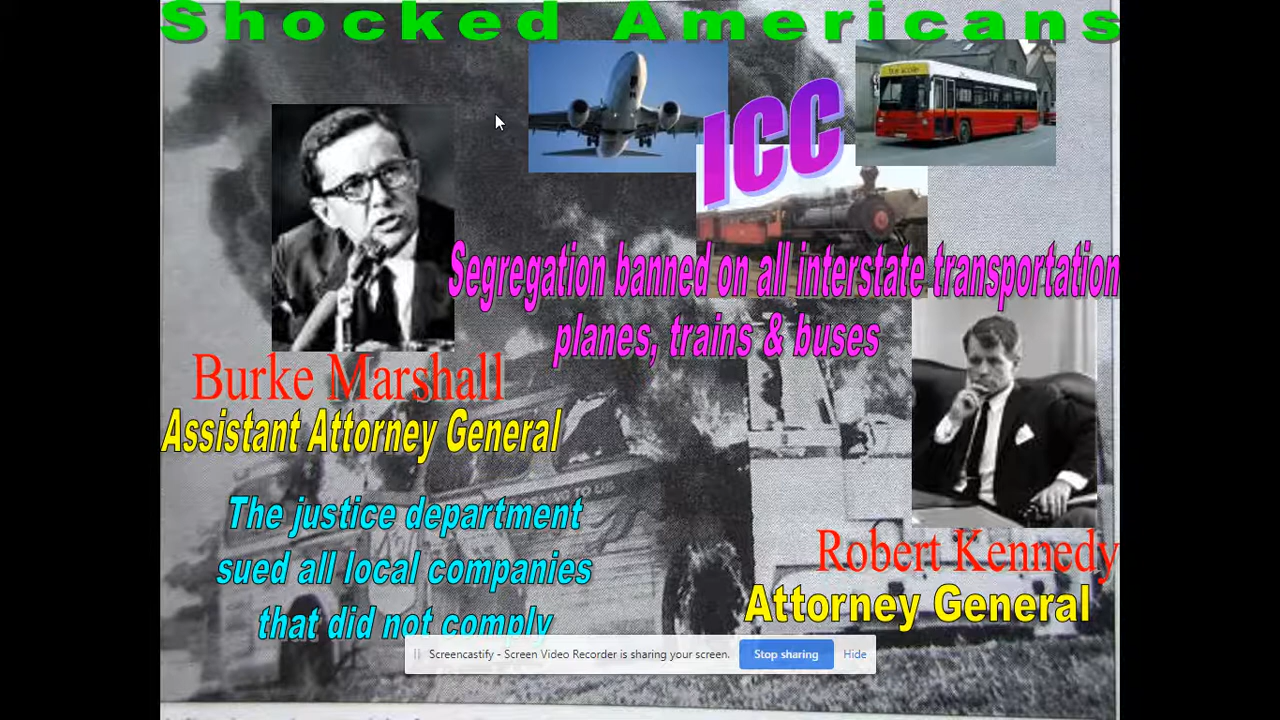 Shocked Americans
ICC
Segregation banned on all interstate transportation
planes, trains & buses
Burke Marshall
Assistant Attorney General
The justice department
sued all local companies
that did not comply
Robert Kennedy
Attorney General
Screencastify - Screen Video Recorder is sharing your screen.
Stop sharing
Hide